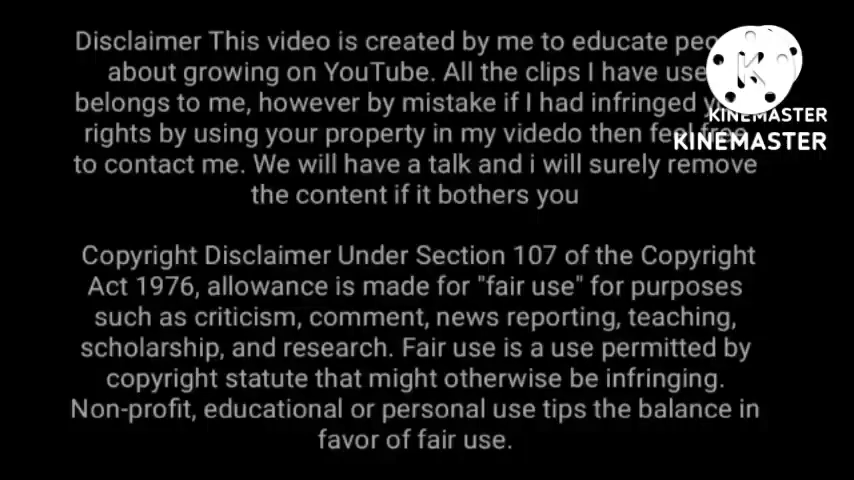 Disclaimer This video is created by me to educate
about growing on YouTube. All the clips I have use
belongs to me, however by mistake if I had infringed
rights by using your property in my videdo then feel free
to contact me. We will have a talk and i will surely remove
the content if it bothers you
Copyright Disclaimer Under Section 107 of the Copyright
Act 1976, allowance is made for "fair use" for purposes
such as criticism, comment, news reporting, teaching,
scholarship, and research. Fair use is a use permitted by
copyright statute that might otherwise be infringing.
Non-profit, educational or personal use tips the balance in
favor of fair use.
K
KINEMASTER
KINEMASTER